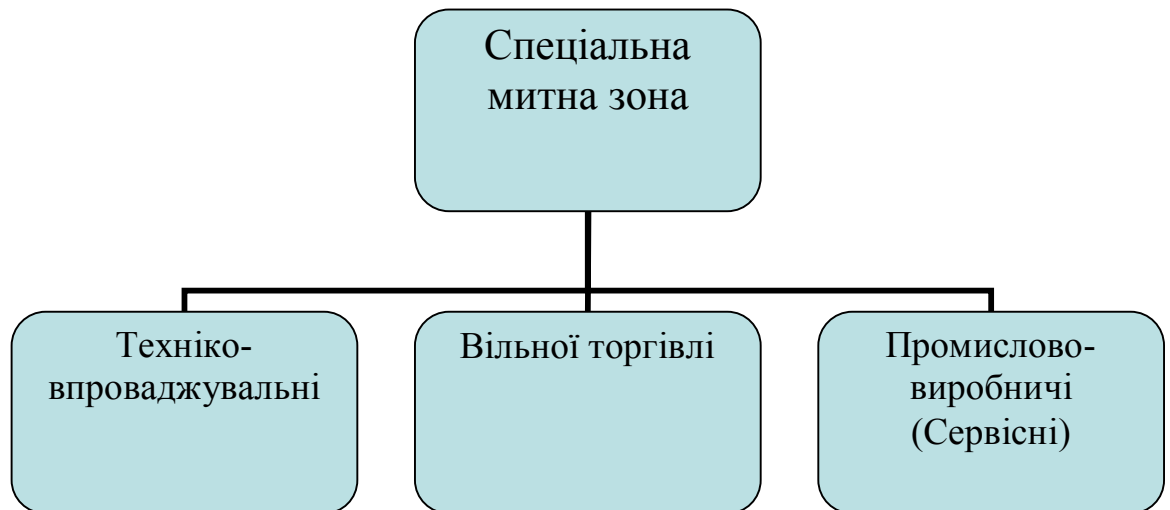 Спеціальна
митна зона
Техніко-
впроваджувальні
Вільної торгівлі
Промислово-
виробничі
(Сервісні)